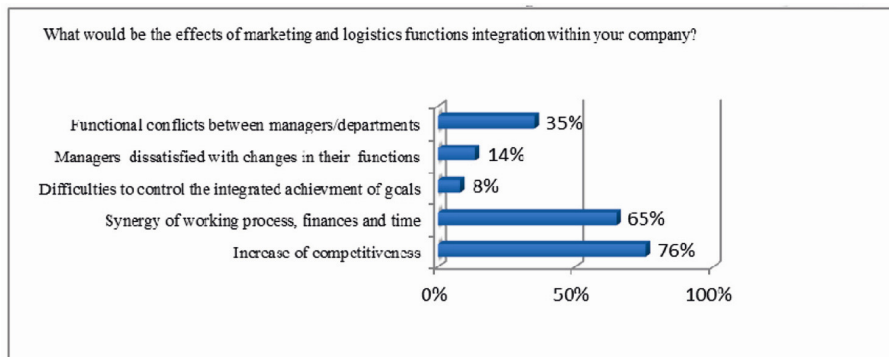 What would be the effects of marketing and logistics functions integration within your company?
Functional conflicts between managers/departments
35%
Managers dissatisfied with changes in their functions
14%
Difficulties to control the integrated achievment of goals
8%
Synergy of working process, finances and time
65%
Increase of competitiveness
76%
0% 50% 100%